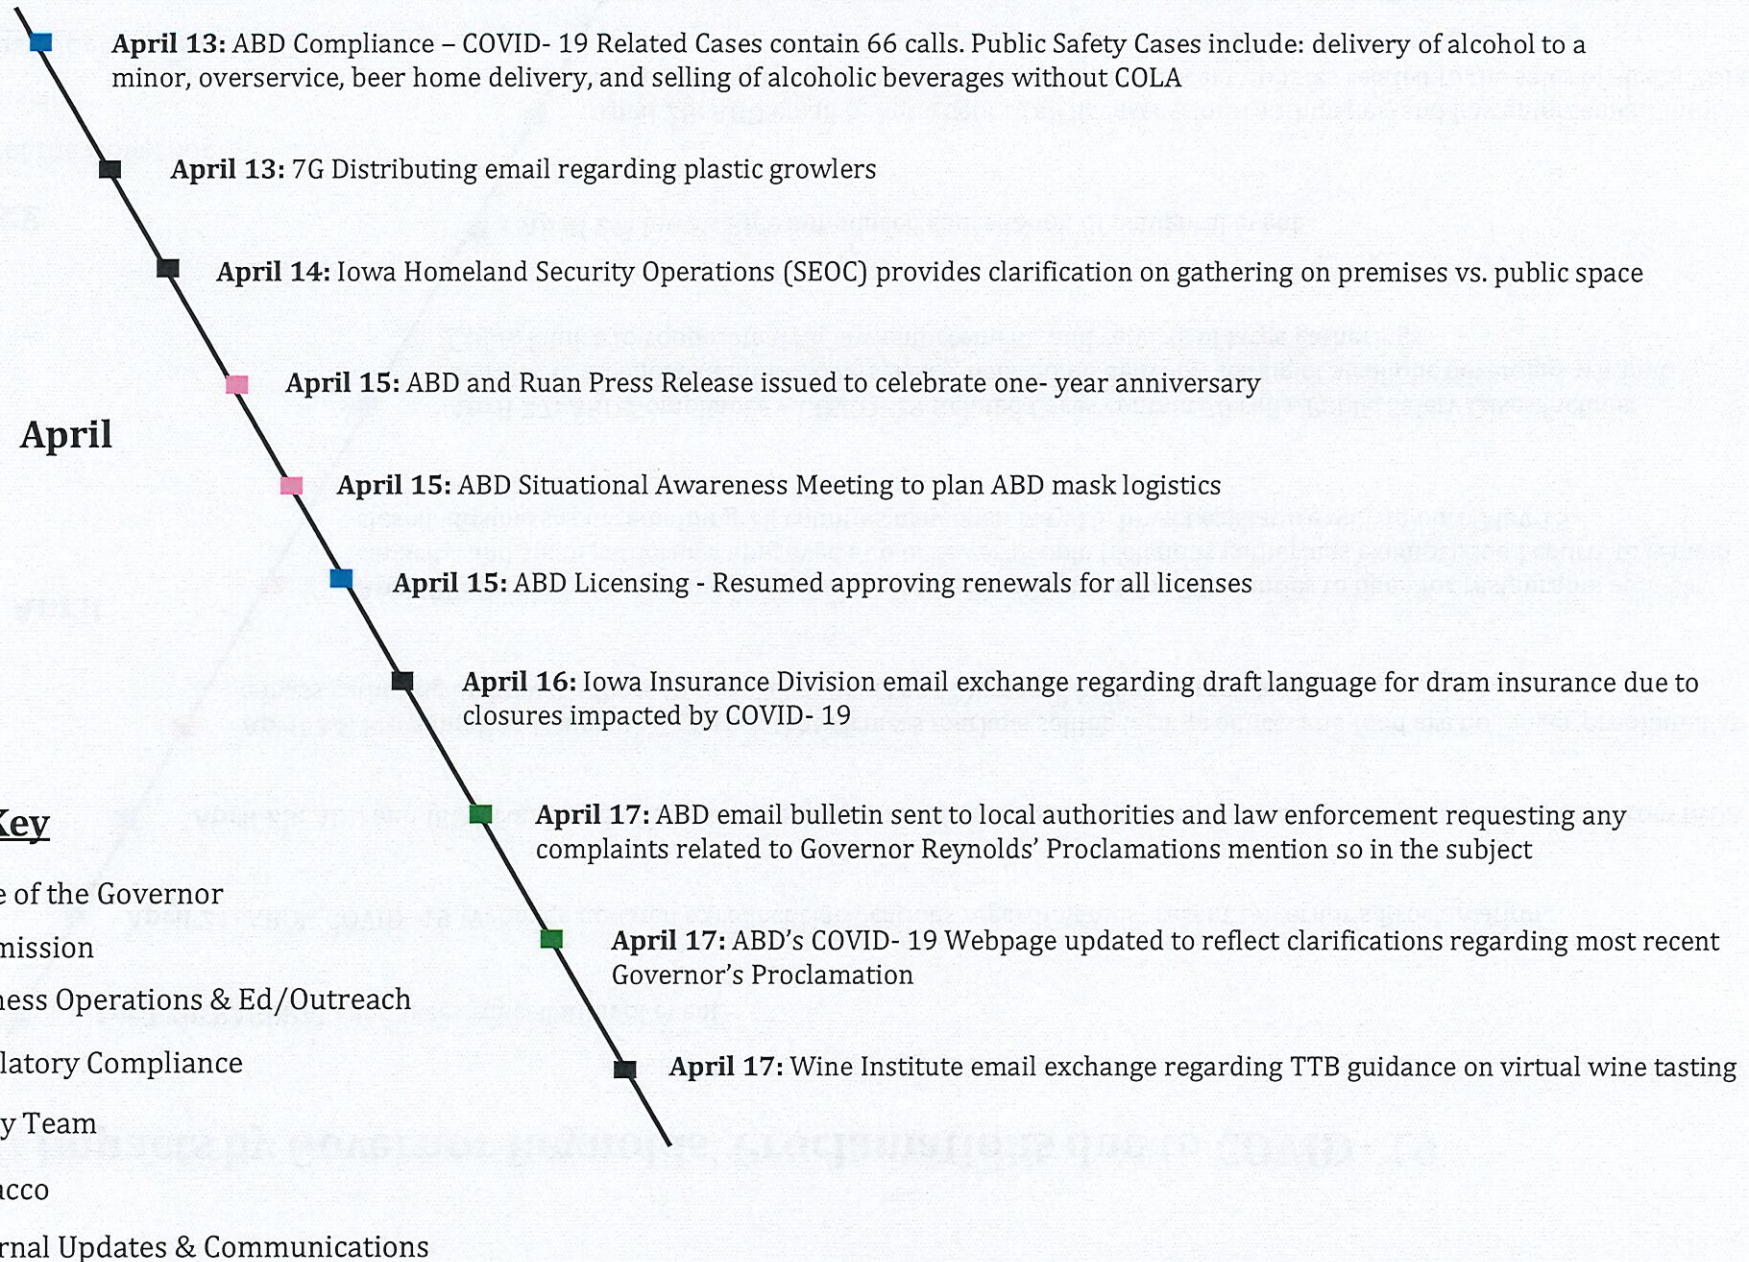 April 13: ABD Compliance – COVID- 19 Related Cases contain 66 calls. Public Safety Cases include: delivery of alcohol to a
minor, overservice, beer home delivery, and selling of alcoholic beverages without COLA
April 13: 7G Distributing email regarding plastic growlers
April 14: Iowa Homeland Security Operations (SEOC) provides clarification on gathering on premises vs. public space
April 15: ABD and Ruan Press Release issued to celebrate one- year anniversary
April
April 15: ABD Situational Awareness Meeting to plan ABD mask logistics
April 15: ABD Licensing - Resumed approving renewals for all licenses
April 16: Iowa Insurance Division email exchange regarding draft language for dram insurance due to
closures impacted by COVID- 19
April 17: ABD email bulletin sent to local authorities and law enforcement requesting any
complaints related to Governor Reynolds’ Proclamations mention so in the subject
April 17: ABD’s COVID- 19 Webpage updated to reflect clarifications regarding most recent
Governor’s Proclamation
April 17: Wine Institute email exchange regarding TTB guidance on virtual wine tasting
Key
e of the Governor
mission
ness Operations & Ed/Outreach
latory Compliance
y Team
acco
rnal Updates & Communications